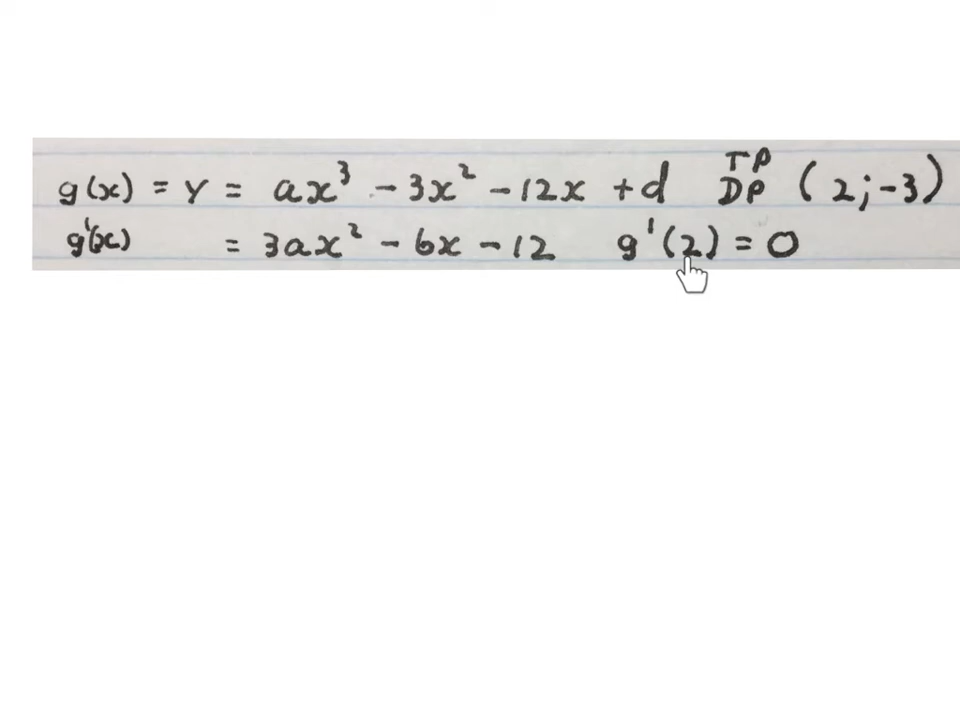 g(x) = y = ax³ - 3x² - 12x + d TP DP (2;-3)
g'(x) = 3ax² - 6x - 12 g'(2) = 0